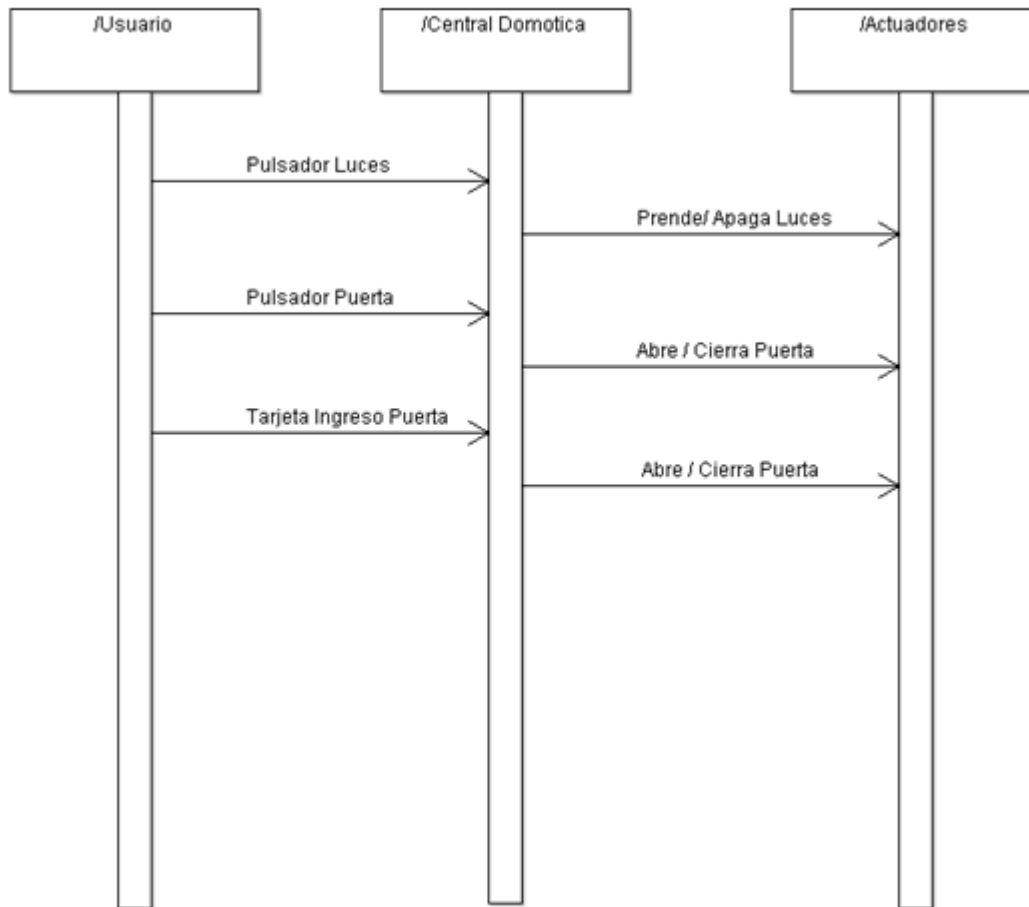 /Usuario
/Central Domotica
/Actuadores
Pulsador Luces
Prende/ Apaga Luces
Pulsador Puerta
Abre / Cierra Puerta
Tarjeta Ingreso Puerta
Abre / Cierra Puerta